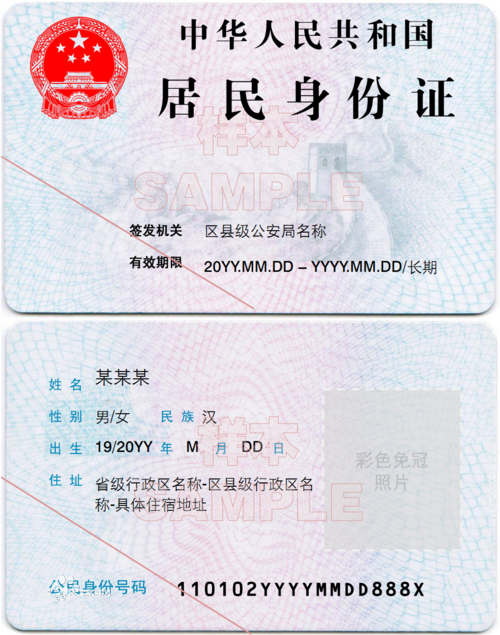 中华人民共和国
居民身份证
样本
SAMPLE
签发机关 区县级公安局名称
有效期限 20YY.MM.DD – YYYY.MM.DD/长期
姓名 某某某
性别 男/女 民族 汉
出生 19/20YY 年 M 月 DD 日
样本
彩色免冠
照片
住址 省级行政区名称-区县级行政区名
称-具体住宿地址
SAMPLE
公民身份号码 110102YYYYMMDD888X